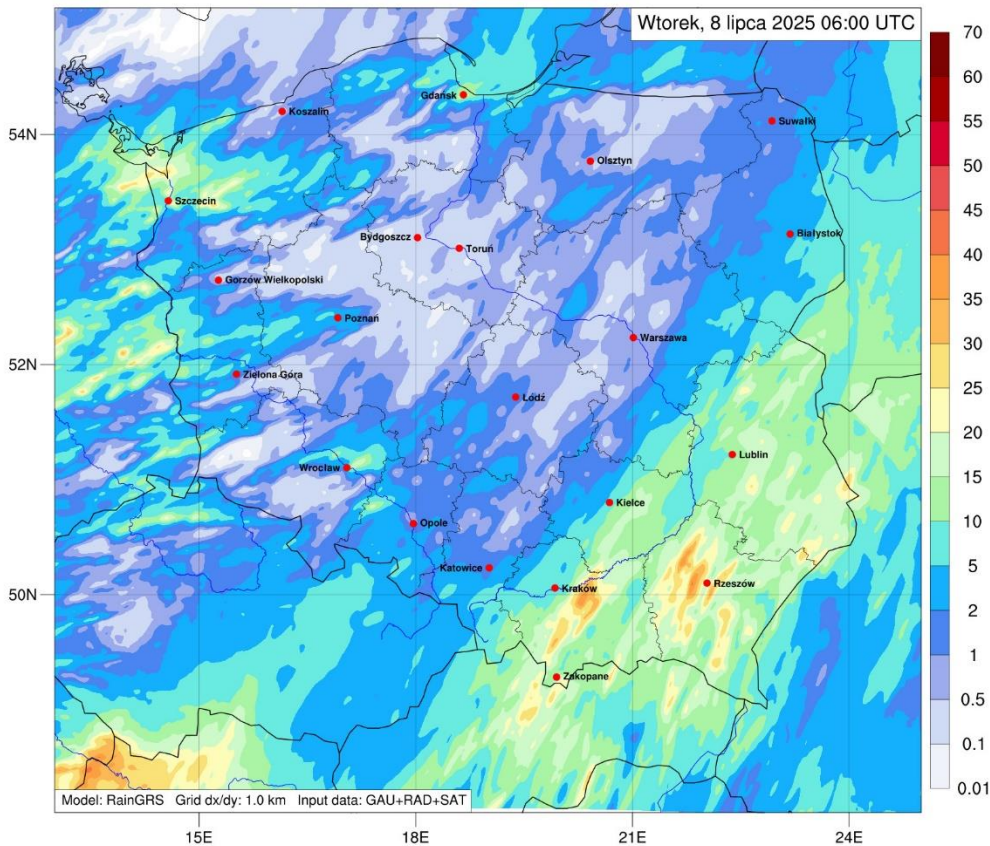 Wtorek, 8 lipca 2025 06:00 UTC
70
60
55
50
45
40
35
30
25
20
15
10
5
2
1
0.5
0.1
0.01
54N
52N
50N
Gdańsk
Koszalin
Suwałki
Olsztyn
Szczecin
Bydgoszcz
Toruń
Białystok
Gorzów Wielkopolski
Poznań
Warszawa
Zielona Góra
Łódź
Lublin
Wrocław
Kielce
Opole
Katowice
Kraków
Rzeszów
Zakopane
Model: RainGRS Grid dx/dy: 1.0 km Input data: GAU+RAD+SAT
15E 18E 21E 24E